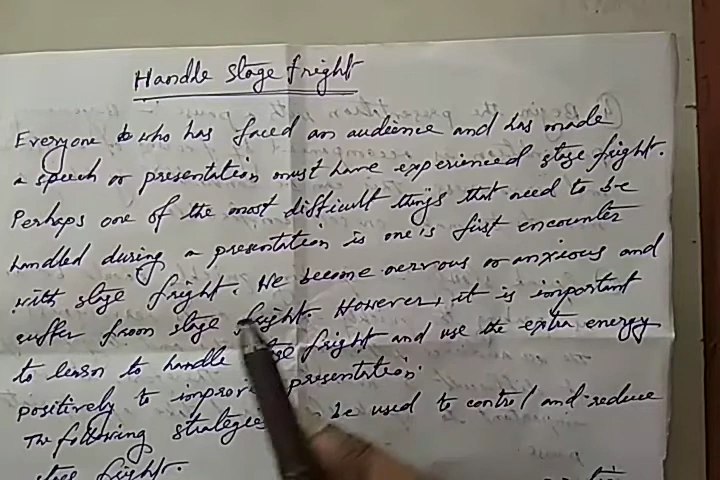 Handle stage fright
Everyone who has faced an audience and has made
a speech or presentation must have experienced stage fright.
Perhaps one of the most difficult things that need to be
handled during a presentation is one's first encounter
with stage fright. We become nervous or anxious and
suffer from stage fright. However, it is important
to learn to handle fright and use the extra energy
positively to presentation.
The following be used to control and reduce
stage fright.